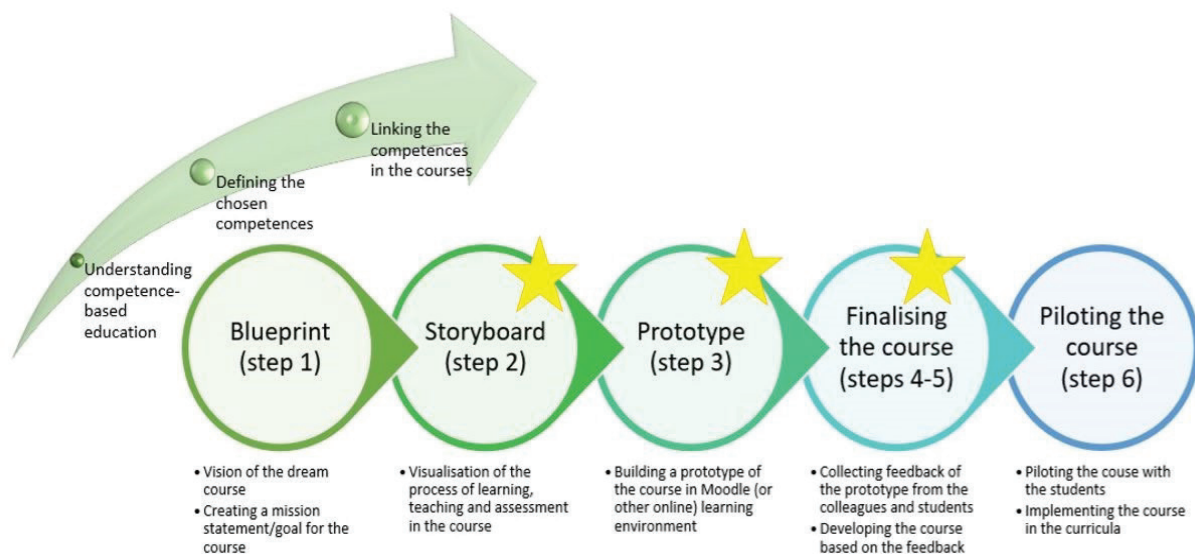 Linking the
competences
in the courses
Defining the
chosen
competences
Understanding
competence-
based
education
Blueprint
(step 1)
Storyboard
(step 2)
Prototype
(step 3)
Finalising
the course
(steps 4-5)
Piloting the
course
(step 6)
• Vision of the dream
course
• Creating a mission
statement/goal for the
course
• Visualisation of the
process of learning,
teaching and assessment
in the course
• Building a prototype of
the course in Moodle (or
other online) learning
environment
• Collecting feedback of
the prototype from the
colleagues and students
• Developing the course
based on the feedback
• Piloting the couse with
the students
• Implementing the course
in the curricula